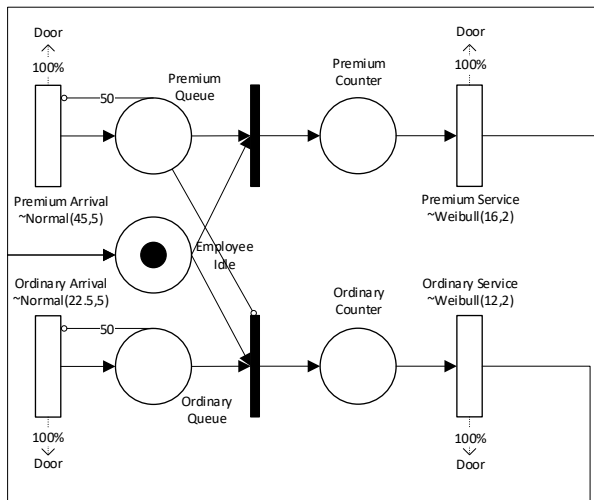 Door
100%
50
Premium
Queue
Premium
Counter
Door
100%
Premium Arrival
~Normal(45,5)
Premium Service
~Weibull(16,2)
Employee
Idle
Ordinary Arrival
~Normal(22.5,5)
50
Ordinary
Counter
Ordinary Service
~Weibull(12,2)
Ordinary
Queue
100%
Door
100%
Door